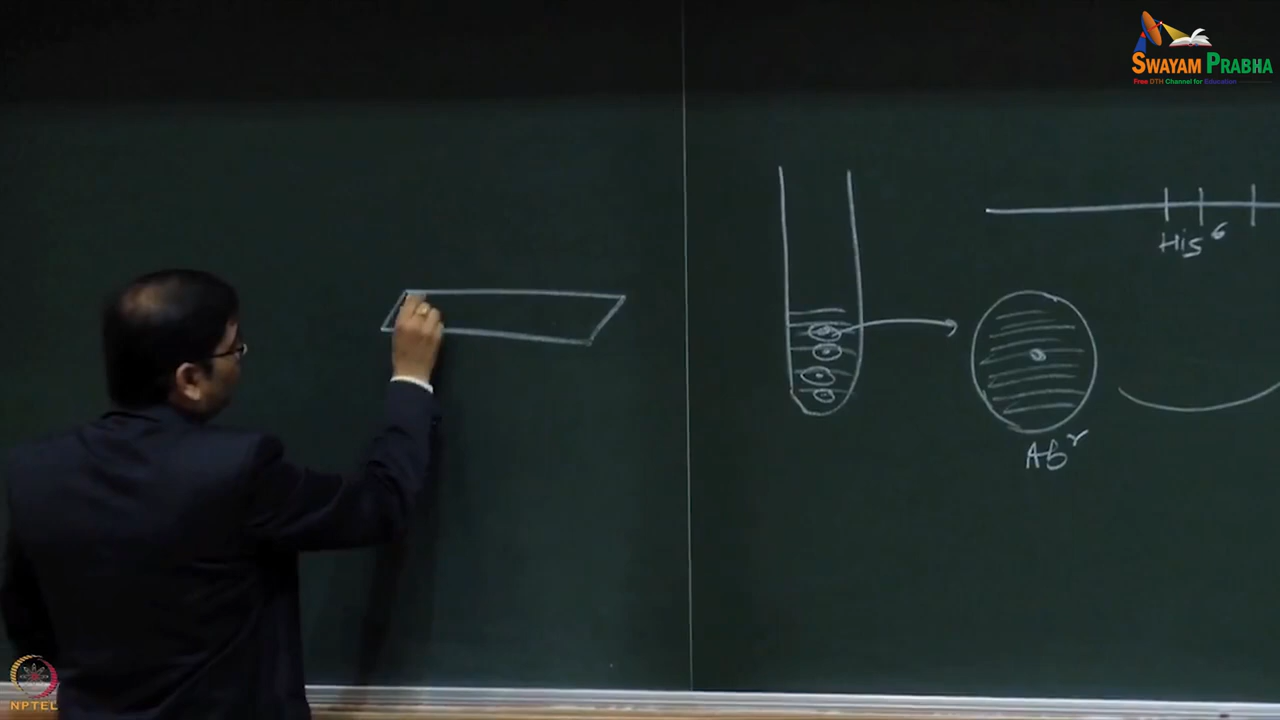 SWAYAM PRABHA
Free DTH Channel for Education
His⁶
Abʳ
NPTEL